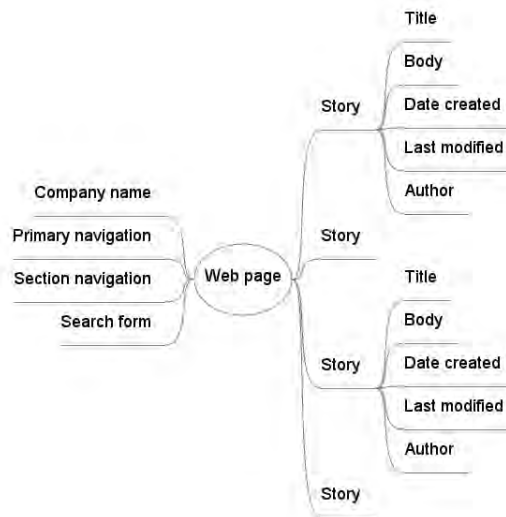 Company name
Primary navigation
Section navigation
Search form
Web page
Story
Title
Body
Date created
Last modified
Author
Story
Story
Title
Body
Date created
Last modified
Author
Story